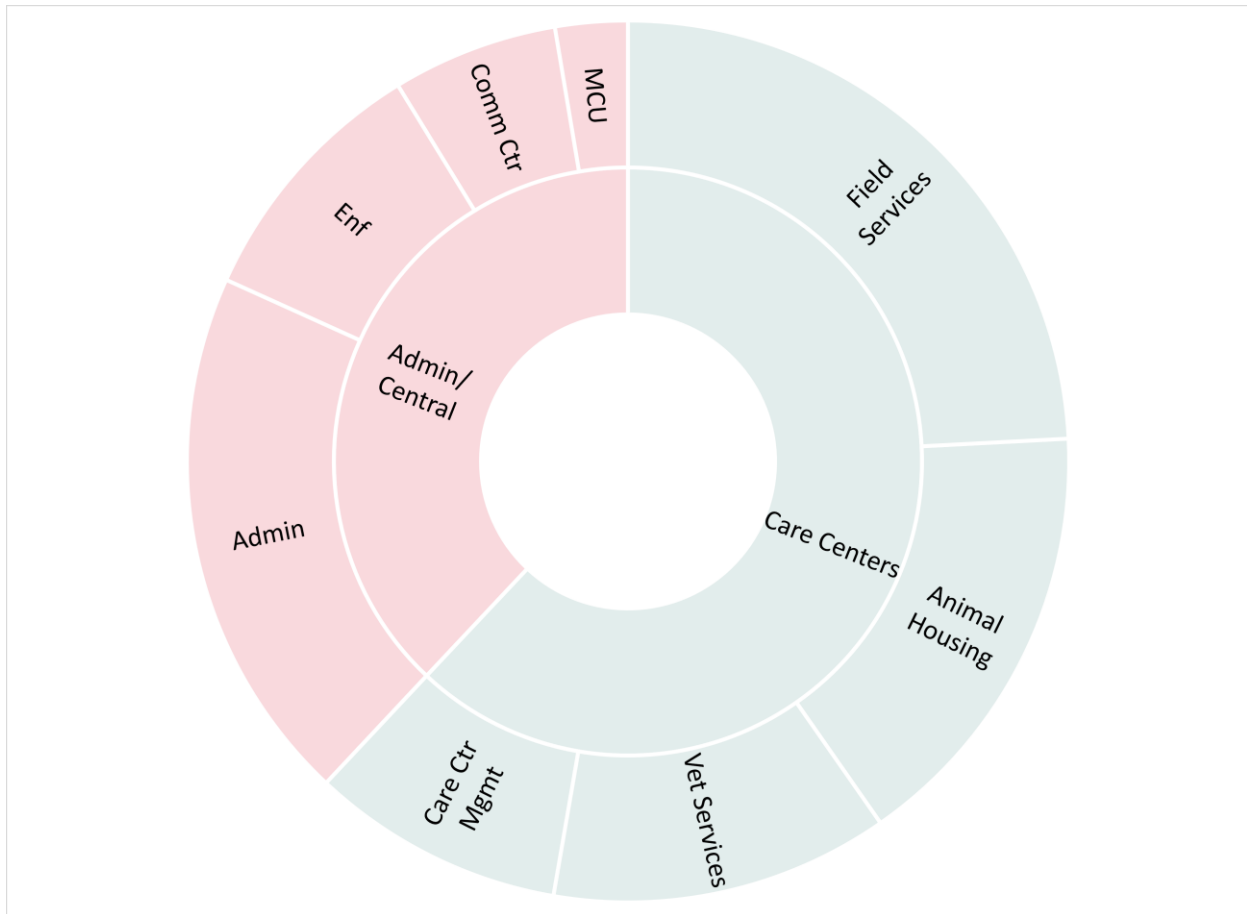 MCU
Comm Ctr
Enf
Admin/
Central
Admin
Field
Services
Care Centers
Animal
Housing
Vet Services
Care Ctr
Mgmt